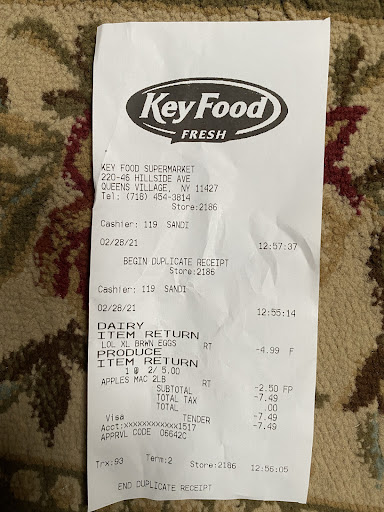 Key Food
FRESH
KEY FOOD SUPERMARKET
220-46 HILLSIDE AVE
QUEENS VILLAGE, NY 11427
Tel: (718) 454-3814
Store:2186
Cashier: 119 SANDI
02/28/21 12:57:37
BEGIN DUPLICATE RECEIPT
Store:2186
Cashier: 119 SANDI
02/28/21 12:55:14
DAIRY
ITEM RETURN
LOL XL BRWN EGGS RT -4.99 F
PRODUCE
ITEM RETURN
1 @ 2/ 5.00
APPLES MAC 2LB RT -2.50 FP
SUBTOTAL -7.49
TOTAL TAX .00
TOTAL -7.49
Visa TENDER -7.49
Acct:xxxxxxxxxxxx1517
APPRVL CODE 06642C
Trx:93 Term:2 Store:2186 12:56:05
END DUPLICATE RECEIPT